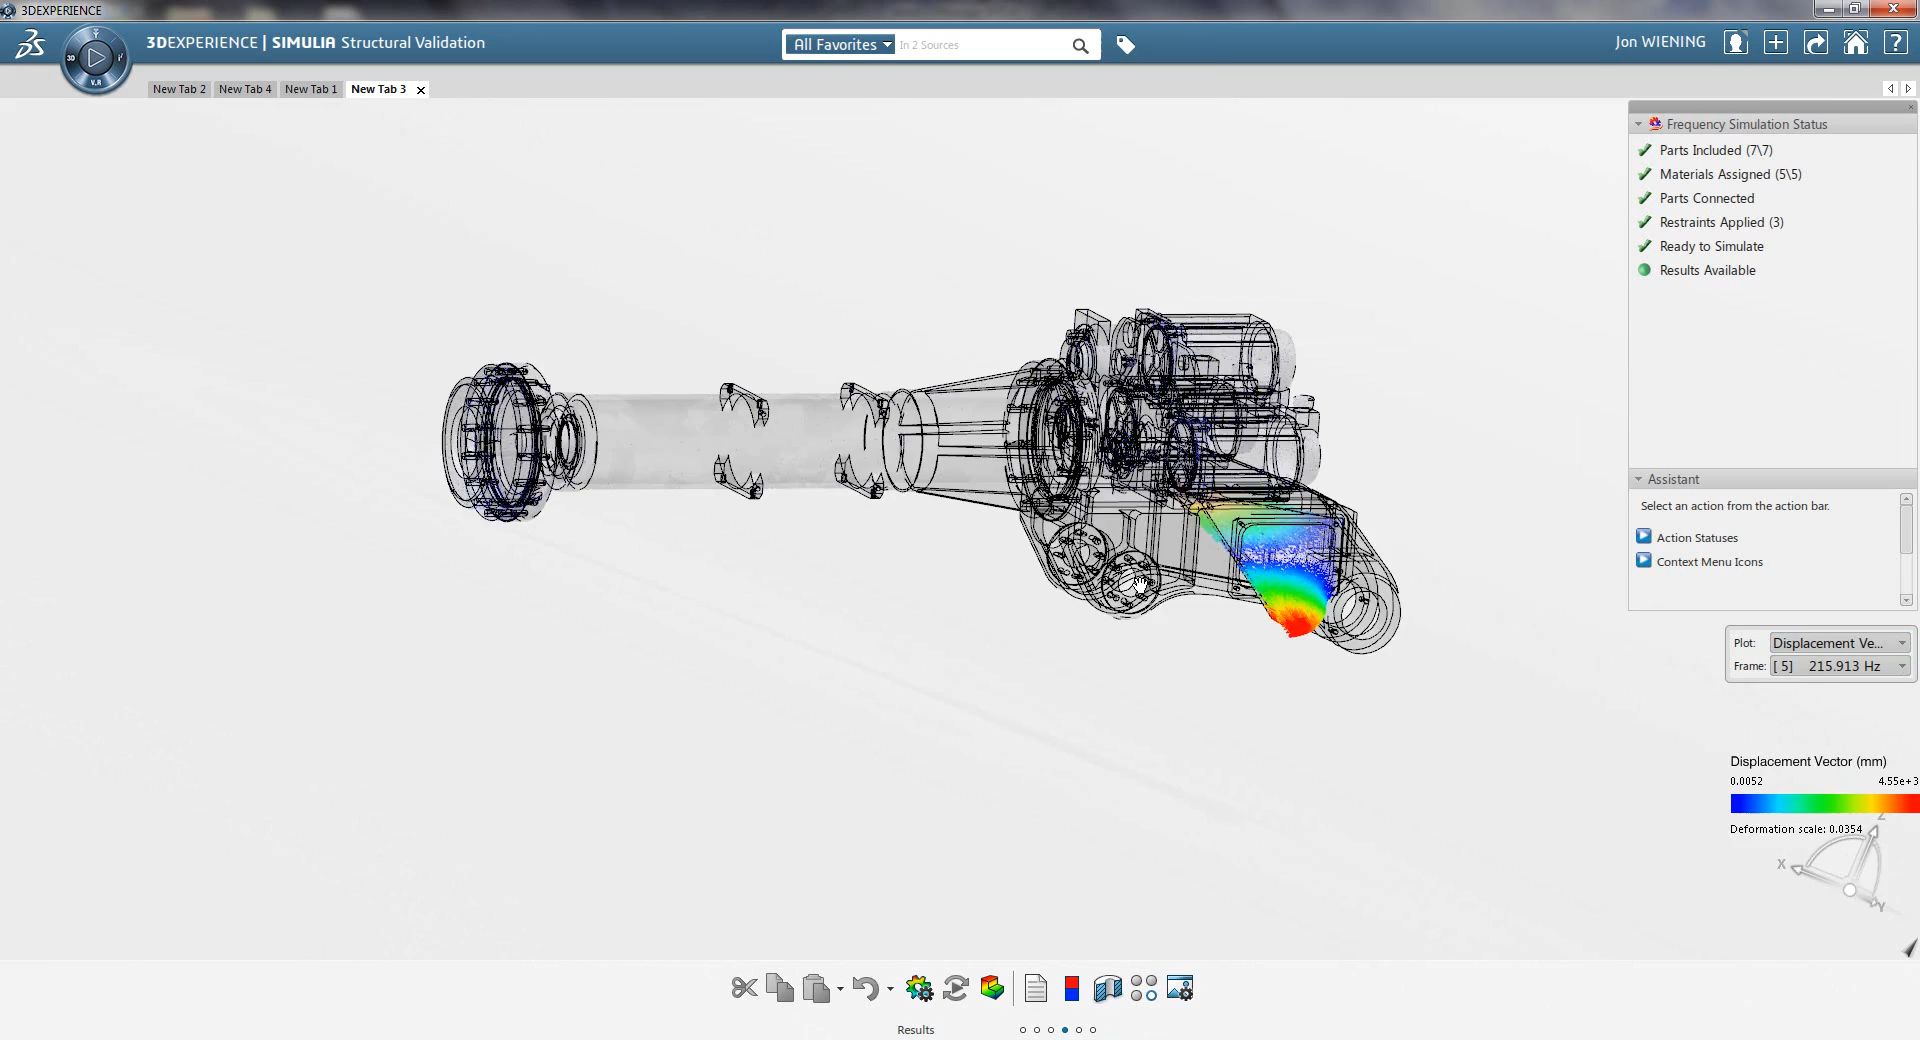 3DEXPERIENCE
3DEXPERIENCE | SIMULIA Structural Validation
All Favorites
In 2 Sources
Jon WIENING
3D
V.R
New Tab 2
New Tab 4
New Tab 1
New Tab 3
Frequency Simulation Status
Parts Included (7\7)
Materials Assigned (5\5)
Parts Connected
Restraints Applied (3)
Ready to Simulate
Results Available
Assistant
Select an action from the action bar.
Action Statuses
Context Menu Icons
Plot: Displacement Ve...
Frame: [ 5] 215.913 Hz
Displacement Vector (mm)
0.0052 4.55e+3
Deformation scale: 0.0354
Z
X
Y
Results